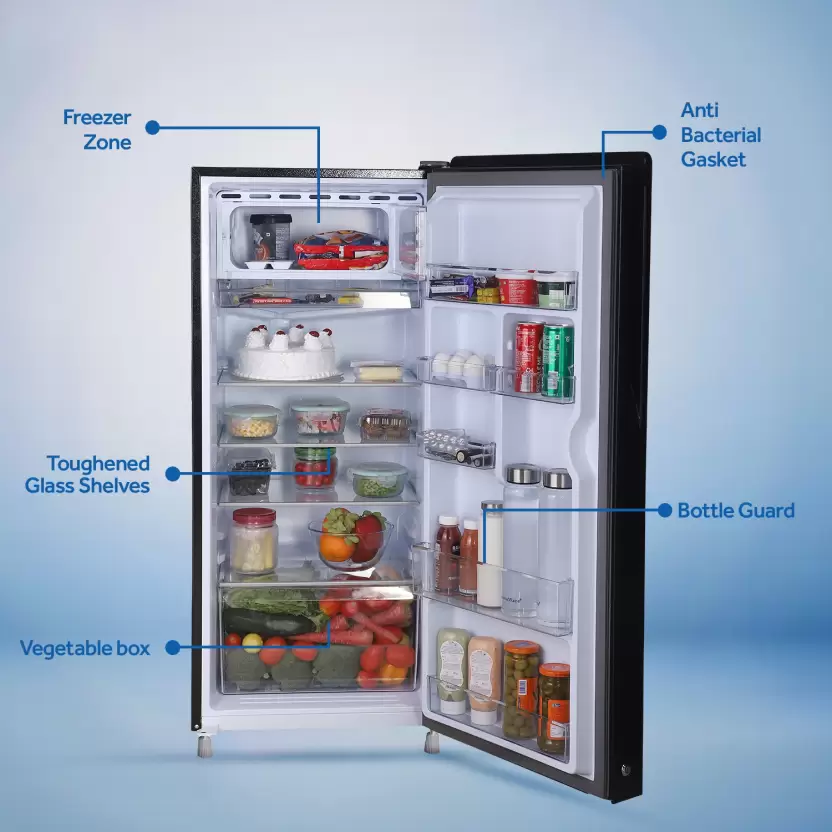 Freezer
Zone
Anti
Bacterial
Gasket
Toughened
Glass Shelves
Bottle Guard
Vegetable box